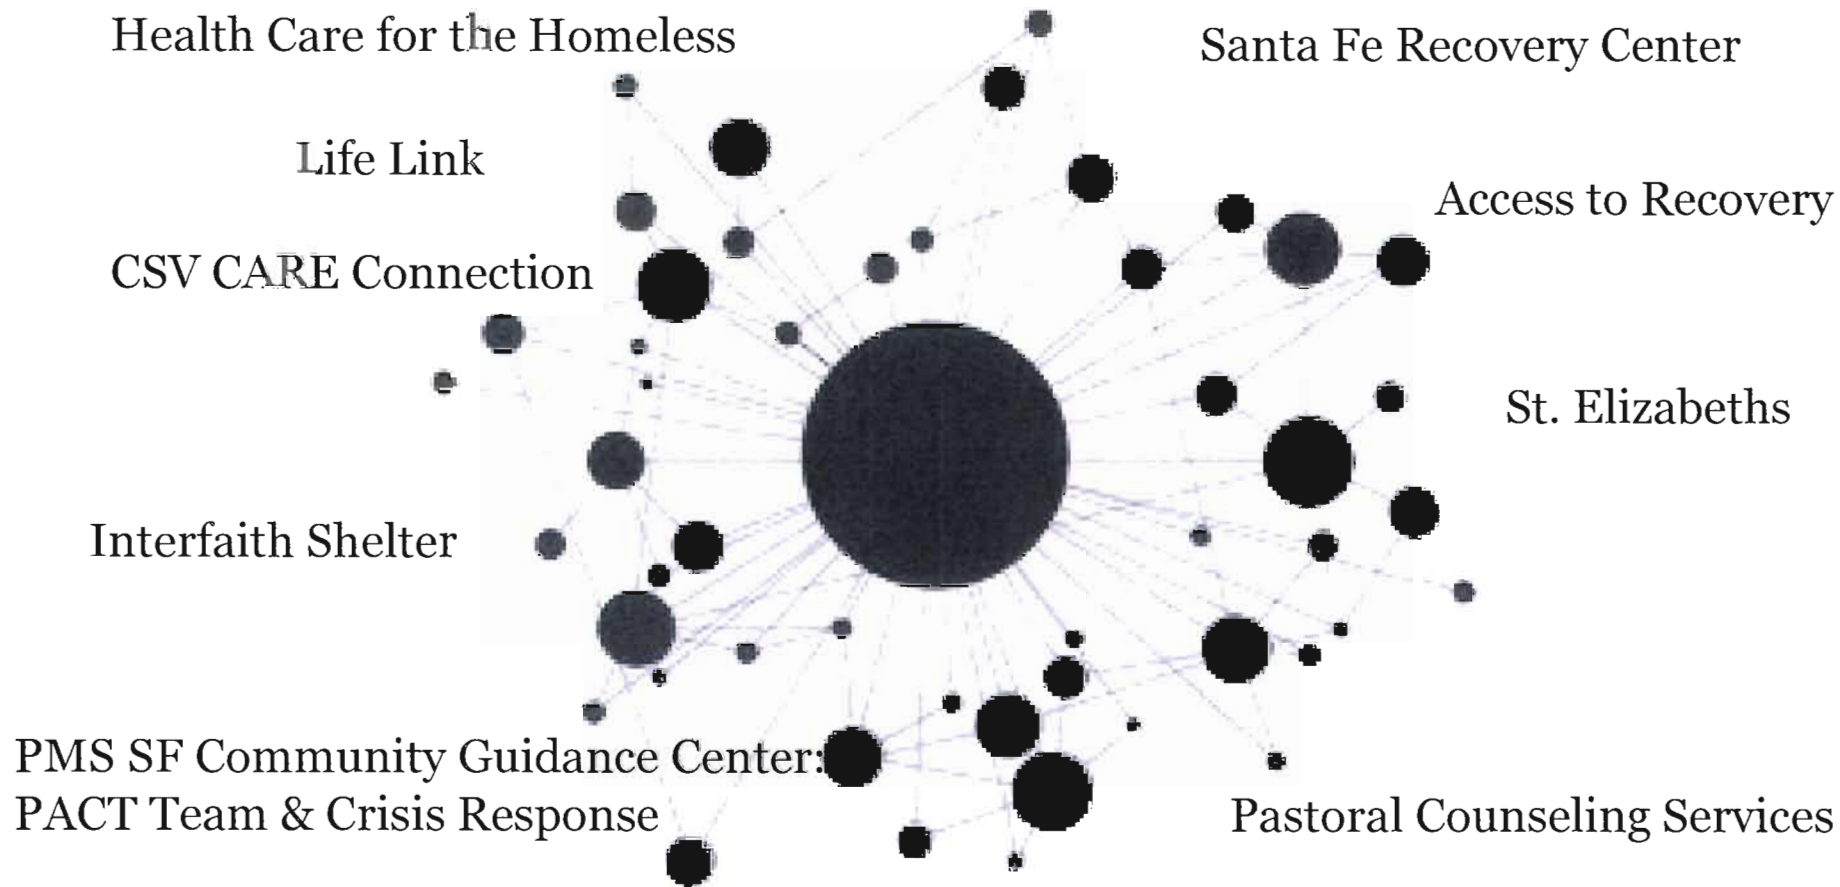 Health Care for the Homeless
Santa Fe Recovery Center
Life Link
Access to Recovery
CSV CARE Connection
St. Elizabeths
Interfaith Shelter
PMS SF Community Guidance Center:
PACT Team & Crisis Response
Pastoral Counseling Services